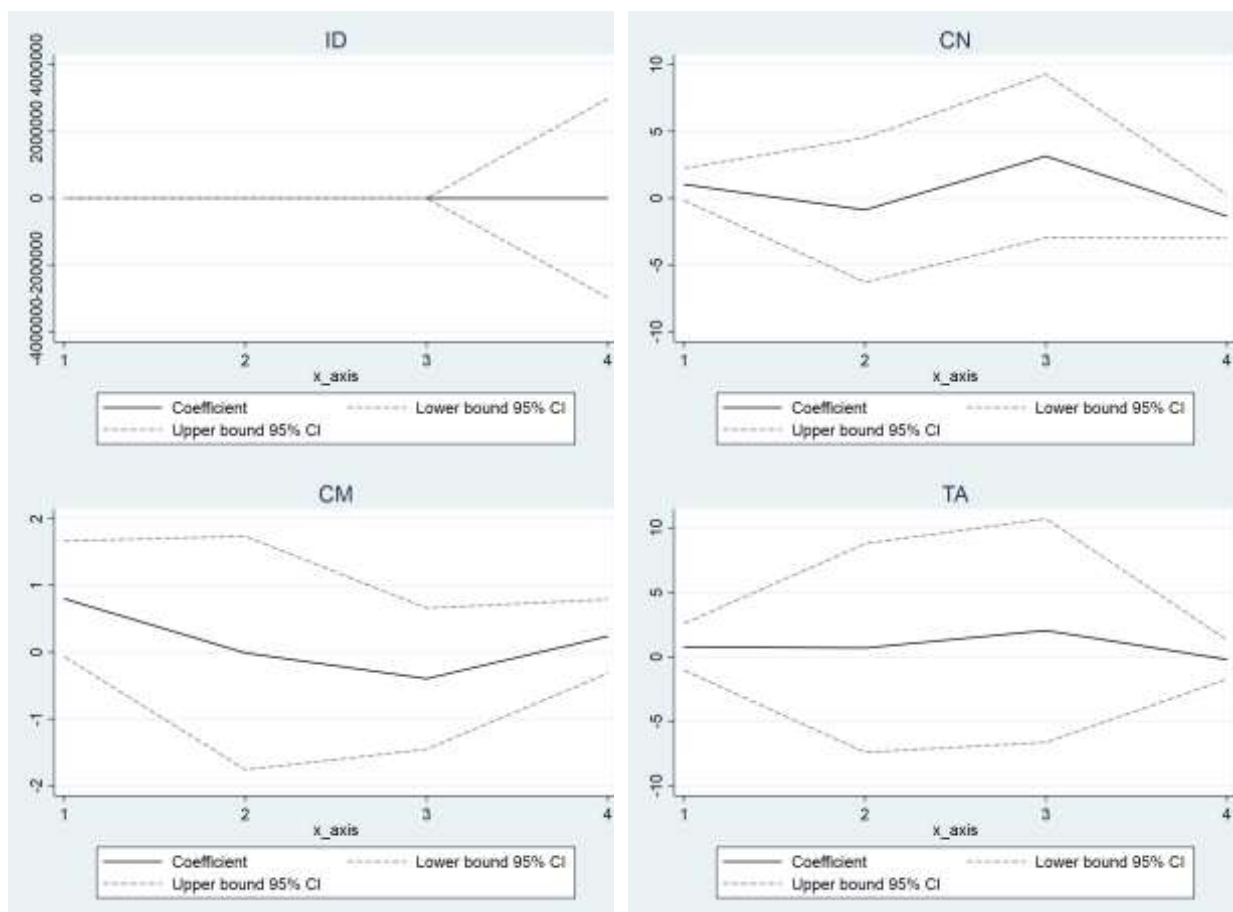 ID
4000000
2000000
0
-2000000
-4000000
1 2 3 4
x_axis
Coefficient Lower bound 95% CI
Upper bound 95% CI
CN
10
5
0
-5
-10
1 2 3 4
x_axis
Coefficient Lower bound 95% CI
Upper bound 95% CI
CM
2
1
0
-1
-2
1 2 3 4
x_axis
Coefficient Lower bound 95% CI
Upper bound 95% CI
TA
10
5
0
-5
-10
1 2 3 4
x_axis
Coefficient Lower bound 95% CI
Upper bound 95% CI